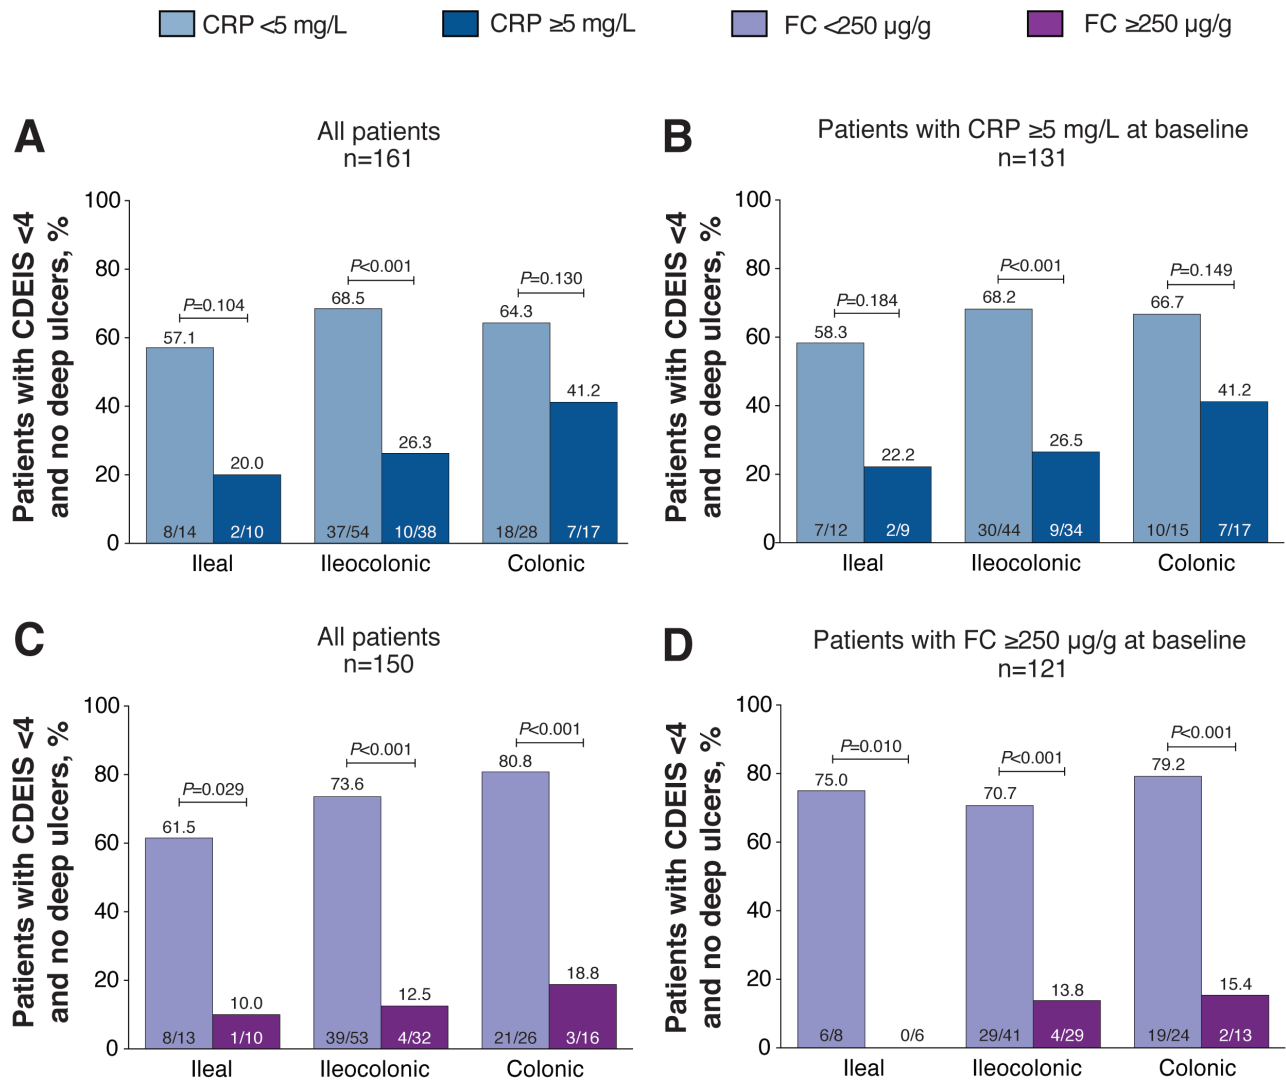 CRP <5 mg/L
CRP ≥5 mg/L
FC <250 µg/g
FC ≥250 µg/g
A
All patients
n=161
Patients with CDEIS <4
and no deep ulcers, %
100
80
60
40
20
0
P=0.104
57.1
20.0
8/14
2/10
Ileal
P<0.001
68.5
26.3
37/54
10/38
Ileocolonic
P=0.130
64.3
41.2
18/28
7/17
Colonic
B
Patients with CRP ≥5 mg/L at baseline
n=131
Patients with CDEIS <4
and no deep ulcers, %
100
80
60
40
20
0
P=0.184
58.3
22.2
7/12
2/9
Ileal
P<0.001
68.2
26.5
30/44
9/34
Ileocolonic
P=0.149
66.7
41.2
10/15
7/17
Colonic
C
All patients
n=150
Patients with CDEIS <4
and no deep ulcers, %
100
80
60
40
20
0
P=0.029
61.5
10.0
8/13
1/10
Ileal
P<0.001
73.6
12.5
39/53
4/32
Ileocolonic
P<0.001
80.8
18.8
21/26
3/16
Colonic
D
Patients with FC ≥250 µg/g at baseline
n=121
Patients with CDEIS <4
and no deep ulcers, %
100
80
60
40
20
0
P=0.010
75.0
6/8
0/6
Ileal
P<0.001
70.7
13.8
29/41
4/29
Ileocolonic
P<0.001
79.2
15.4
19/24
2/13
Colonic